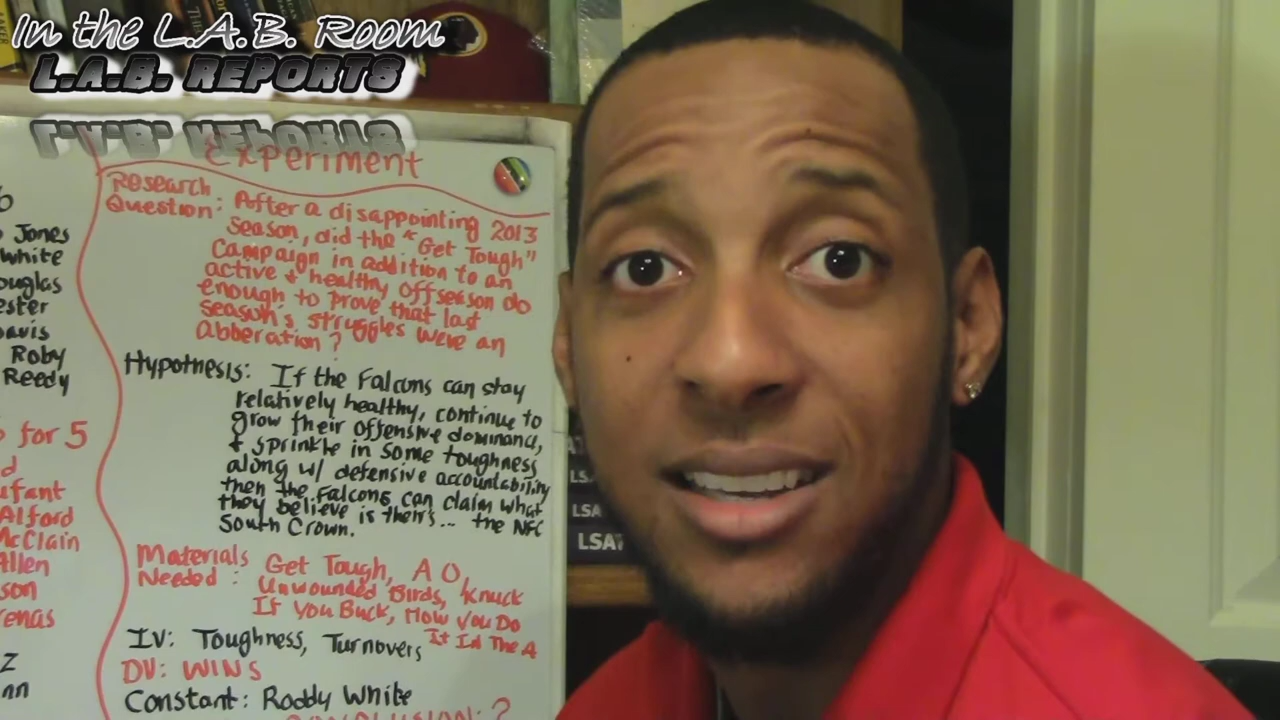 In the L.A.B. Room
L.A.B. REPORTS
Experiment
Research
Question: After a disappointing 2013
season, did the "Get Tough"
campaign in addition to an
active + healthy offseason do
enough to prove that last
season's struggles were an
abberation?
Hypothesis: If the Falcons can stay
relatively healthy, continue to
grow their offensive dominance,
+ sprinkle in some toughness
along w/ defensive accountability
then the Falcons can claim what
they believe is theirs... the NFC
South Crown.
Materials
Needed: Get Tough, A O,
Unwounded Birds, Knuck
If You Buck, How You Do
It In The A
IV: Toughness, Turnovers
DV: WINS
Constant: Roddy White
?
Jones
White
ouglas
ester
avis
Roby
Reedy
for 5
ufant
Alford
McClain
Allen
son
renas
Z
nn
LSA
LSAT